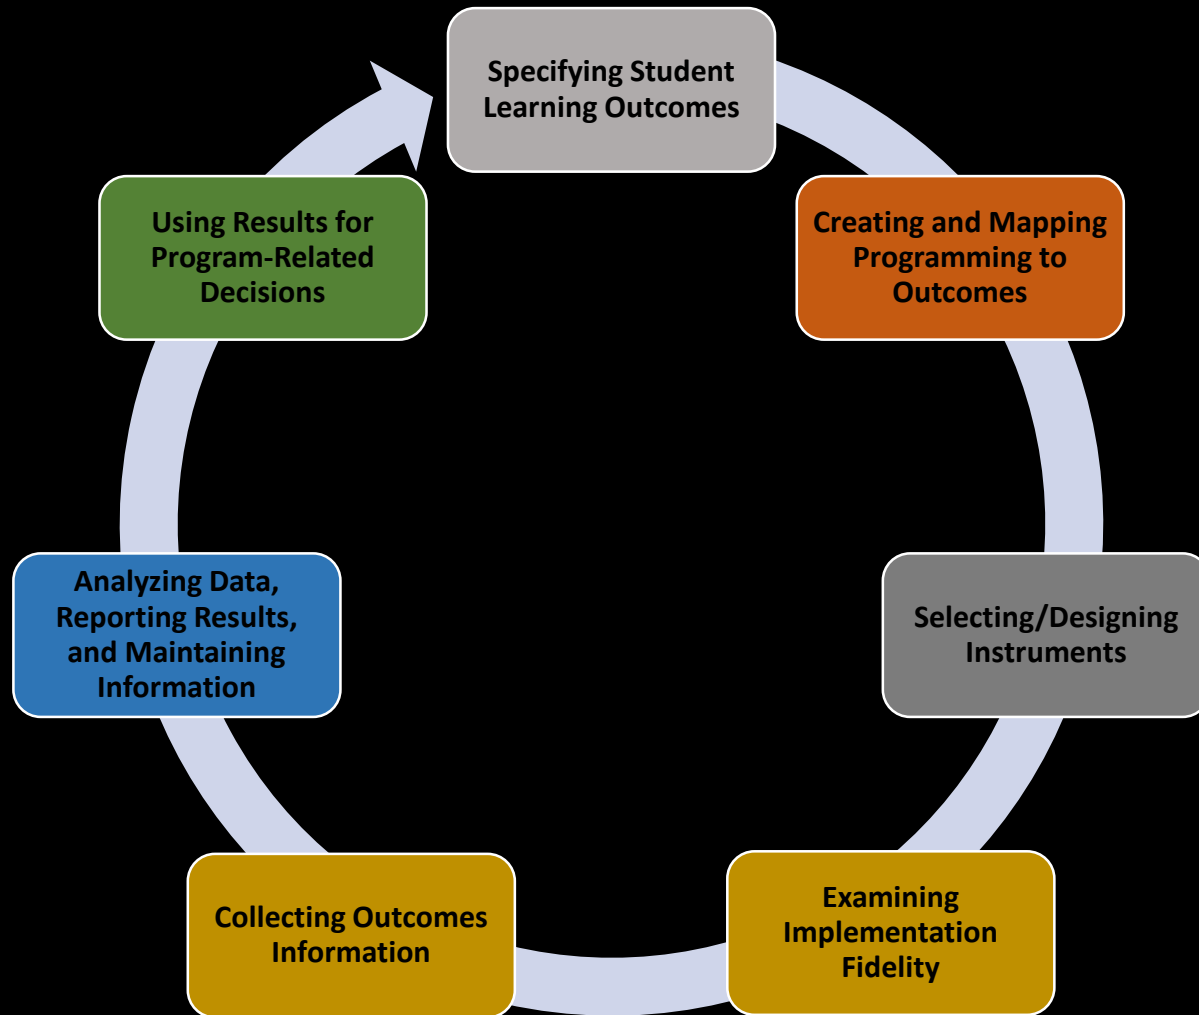 Specifying Student
Learning Outcomes
Creating and Mapping
Programming to
Outcomes
Selecting/Designing
Instruments
Examining
Implementation
Fidelity
Collecting Outcomes
Information
Analyzing Data,
Reporting Results,
and Maintaining
Information
Using Results for
Program-Related
Decisions